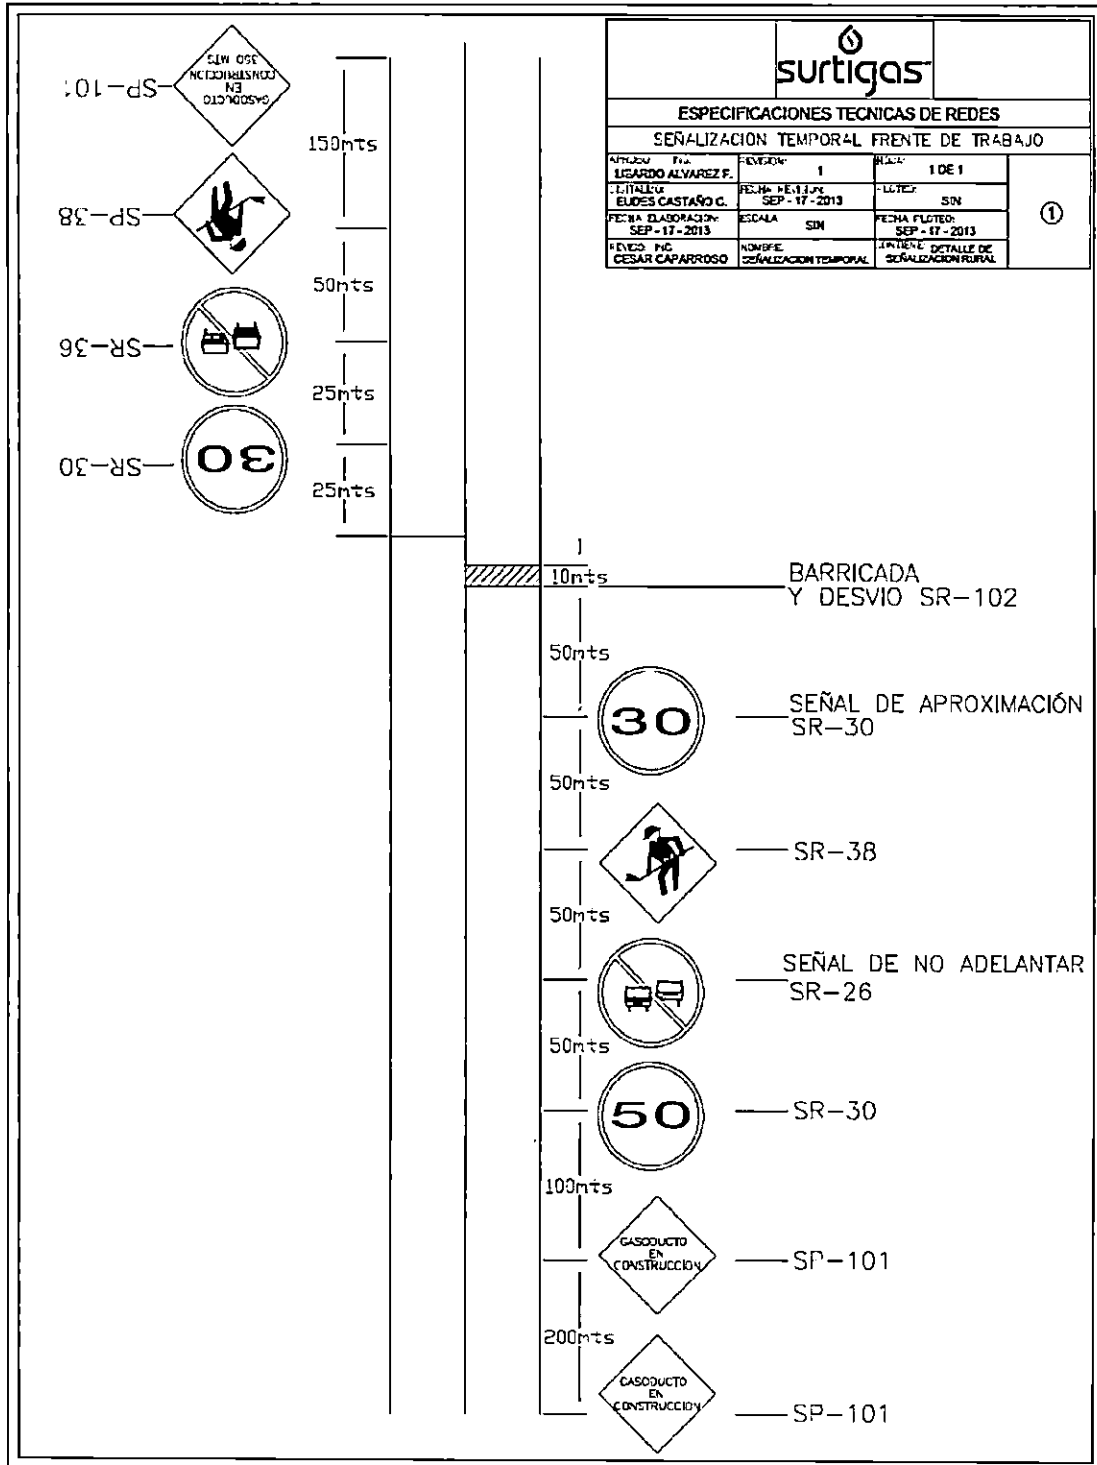 surtigas
ESPECIFICACIONES TECNICAS DE REDES
SEÑALIZACION TEMPORAL FRENTE DE TRABAJO
LISARDO ALVAREZ F.
REVISION: 1
HOJA: 1 DE 1
EUDES CASTAÑO C.
SEP - 17 - 2013
SIN
FECHA ELABORACION: SEP - 17 - 2013
ESCALA SIN
FECHA PLOTEO: SEP - 17 - 2013
CESAR CAPARROSO
NOMBRE: SEÑALIZACION TEMPORAL
DETALLE DE SEÑALIZACION RURAL
1
SP-101
GASODUCTO
EN
CONSTRUCCION
350 MTS
150mts
SP-38
50mts
SR-36
25mts
SR-30
30
25mts
10mts
BARRICADA
Y DESVIO SR-102
50mts
30
SEÑAL DE APROXIMACIÓN
SR-30
50mts
SR-38
50mts
SEÑAL DE NO ADELANTAR
SR-26
50mts
50
SR-30
100mts
GASODUCTO
EN
CONSTRUCCION
SP-101
200mts
GASODUCTO
EN
CONSTRUCCION
SP-101